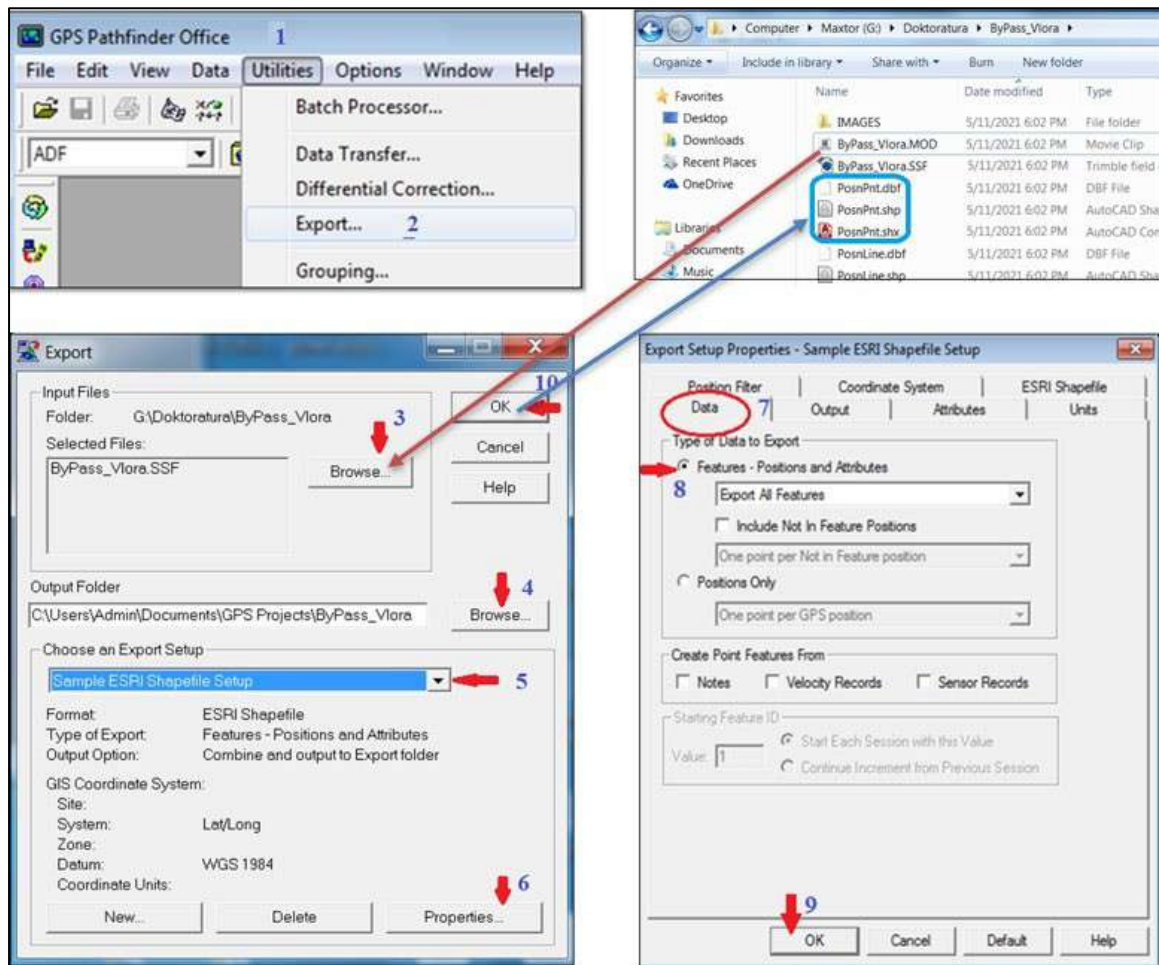 GPS Pathfinder Office 1
File Edit View Data Utilities Options Window Help
ADF
Batch Processor...
Data Transfer...
Differential Correction...
Export... 2
Grouping...
Computer Maxtor (G:) Doktoratura ByPass_Vlora
Organize Include in library Share with Burn New folder
Name Date modified Type
Favorites
Desktop
Downloads
Recent Places
OneDrive
Libraries
Documents
Music
IMAGES 5/11/2021 6:02 PM File folder
ByPass_Vlora.MOD 5/11/2021 6:02 PM Movie Clip
ByPass_Vlora.SSF 5/11/2021 6:02 PM Trimble field
PosnPnt.dbf 5/11/2021 6:02 PM DBF File
PosnPnt.shp 5/11/2021 6:02 PM AutoCAD Sha
PosnPnt.shx 5/11/2021 6:02 PM AutoCAD Con
PosnLine.dbf 5/11/2021 6:02 PM DBF File
PosnLine.shp 5/11/2021 6:02 PM AutoCAD Sha
Export
Input Files
Folder: G:\Doktoratura\ByPass_Vlora
Selected Files:
ByPass_Vlora.SSF
3
Browse...
10
OK
Cancel
Help
Output Folder
4
C:\Users\Admin\Documents\GPS Projects\ByPass_Vlora Browse...
Choose an Export Setup
Sample ESRI Shapefile Setup 5
Format: ESRI Shapefile
Type of Export: Features - Positions and Attributes
Output Option: Combine and output to Export folder
GIS Coordinate System:
Site:
System: Lat/Long
Zone:
Datum: WGS 1984
Coordinate Units:
6
New... Delete Properties...
Export Setup Properties - Sample ESRI Shapefile Setup
Position Filter Coordinate System ESRI Shapefile
Data 7 Output Attributes Units
Type of Data to Export
Features - Positions and Attributes
8
Export All Features
Include Not In Feature Positions
One point per Not in Feature position
Positions Only
One point per GPS position
Create Point Features From
Notes Velocity Records Sensor Records
Starting Feature ID
Value: 1
Start Each Session with this Value
Continue Increment from Previous Session
9
OK Cancel Default Help